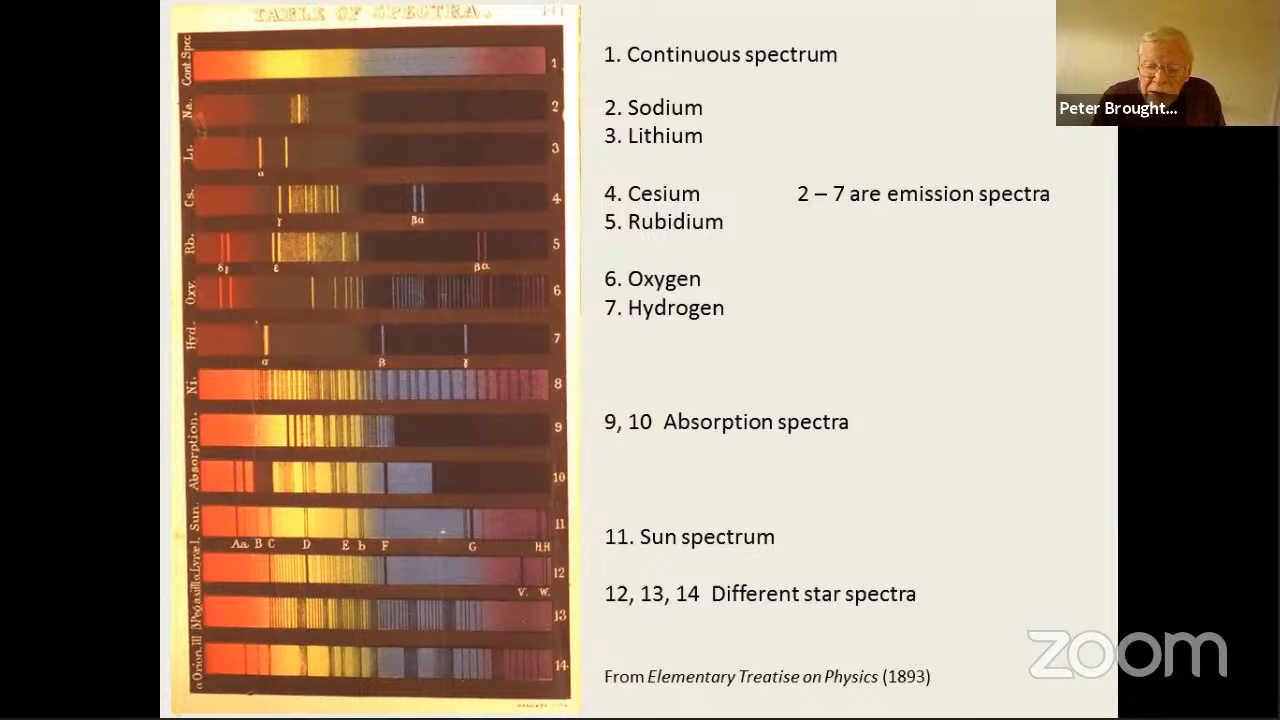 TABLE OF SPECTRA.
Cont Spec
1
Na.
2
Li.
3
α
Cs.
4
γ βα
Rb.
5
δγ ε βα
Oxy.
6
Hyd.
7
α β γ
Ni.
8
Absorption.
9
10
Sun.
11
Aa B C D E b F G H.H
12
V. W.
13
14
1. Continuous spectrum
2. Sodium
3. Lithium
4. Cesium 2 – 7 are emission spectra
5. Rubidium
6. Oxygen
7. Hydrogen
9, 10 Absorption spectra
11. Sun spectrum
12, 13, 14 Different star spectra
From Elementary Treatise on Physics (1893)
Peter Brought...
zoom